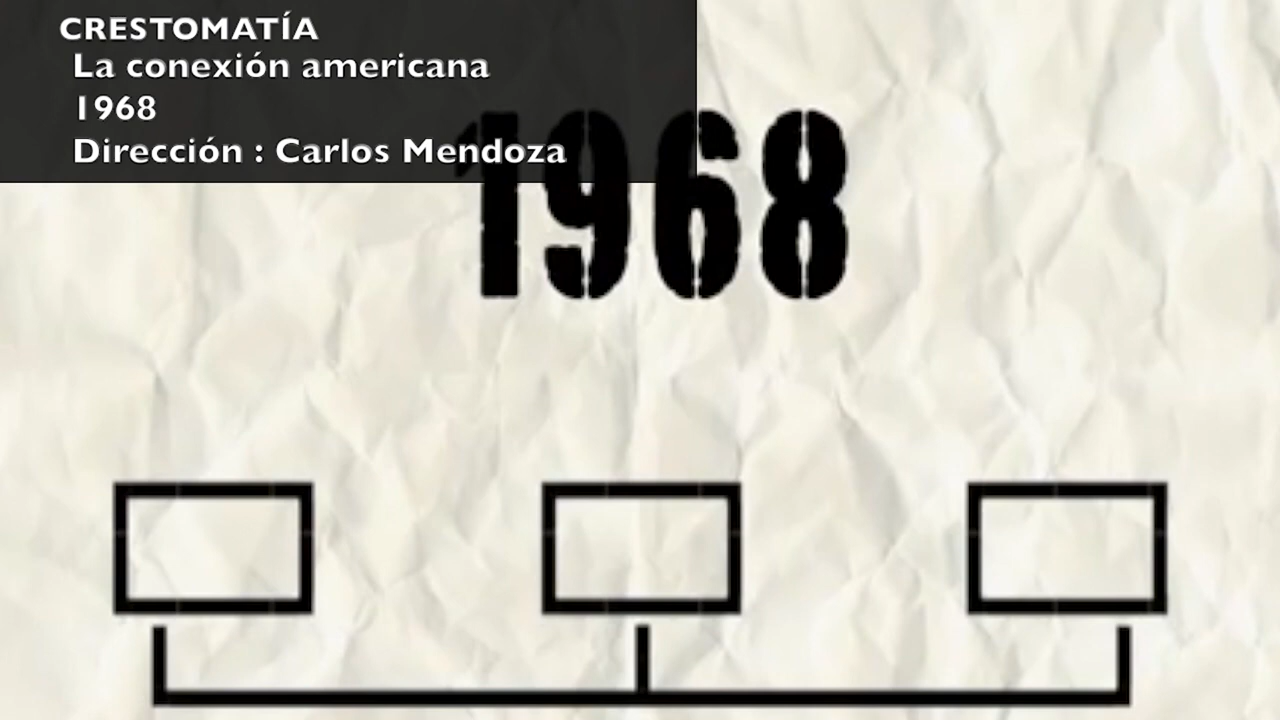 CRESTOMATÍA
La conexión americana
1968
Dirección : Carlos Mendoza
1968